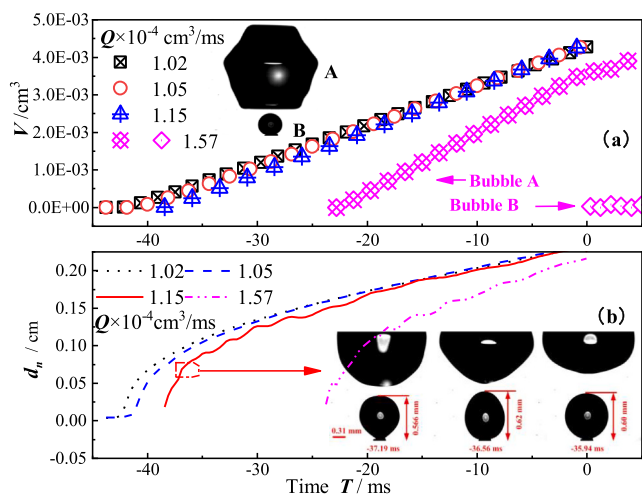 Q×10⁻⁴ cm³/ms
1.02
1.05
1.15
1.57
A
B
(a)
Bubble A
Bubble B
V / cm³
5.0E-03
4.0E-03
3.0E-03
2.0E-03
1.0E-03
0.0E+00
-40 -30 -20 -10 0
1.02 1.05
1.15 1.57
Q×10⁻⁴ cm³/ms
(b)
dn / cm
0.20
0.15
0.10
0.05
0.00
-0.05
0.566 mm
0.62 mm
0.60 mm
0.31 mm
-37.19 ms
-36.56 ms
-35.94 ms
-40 -30 -20 -10 0
Time T / ms